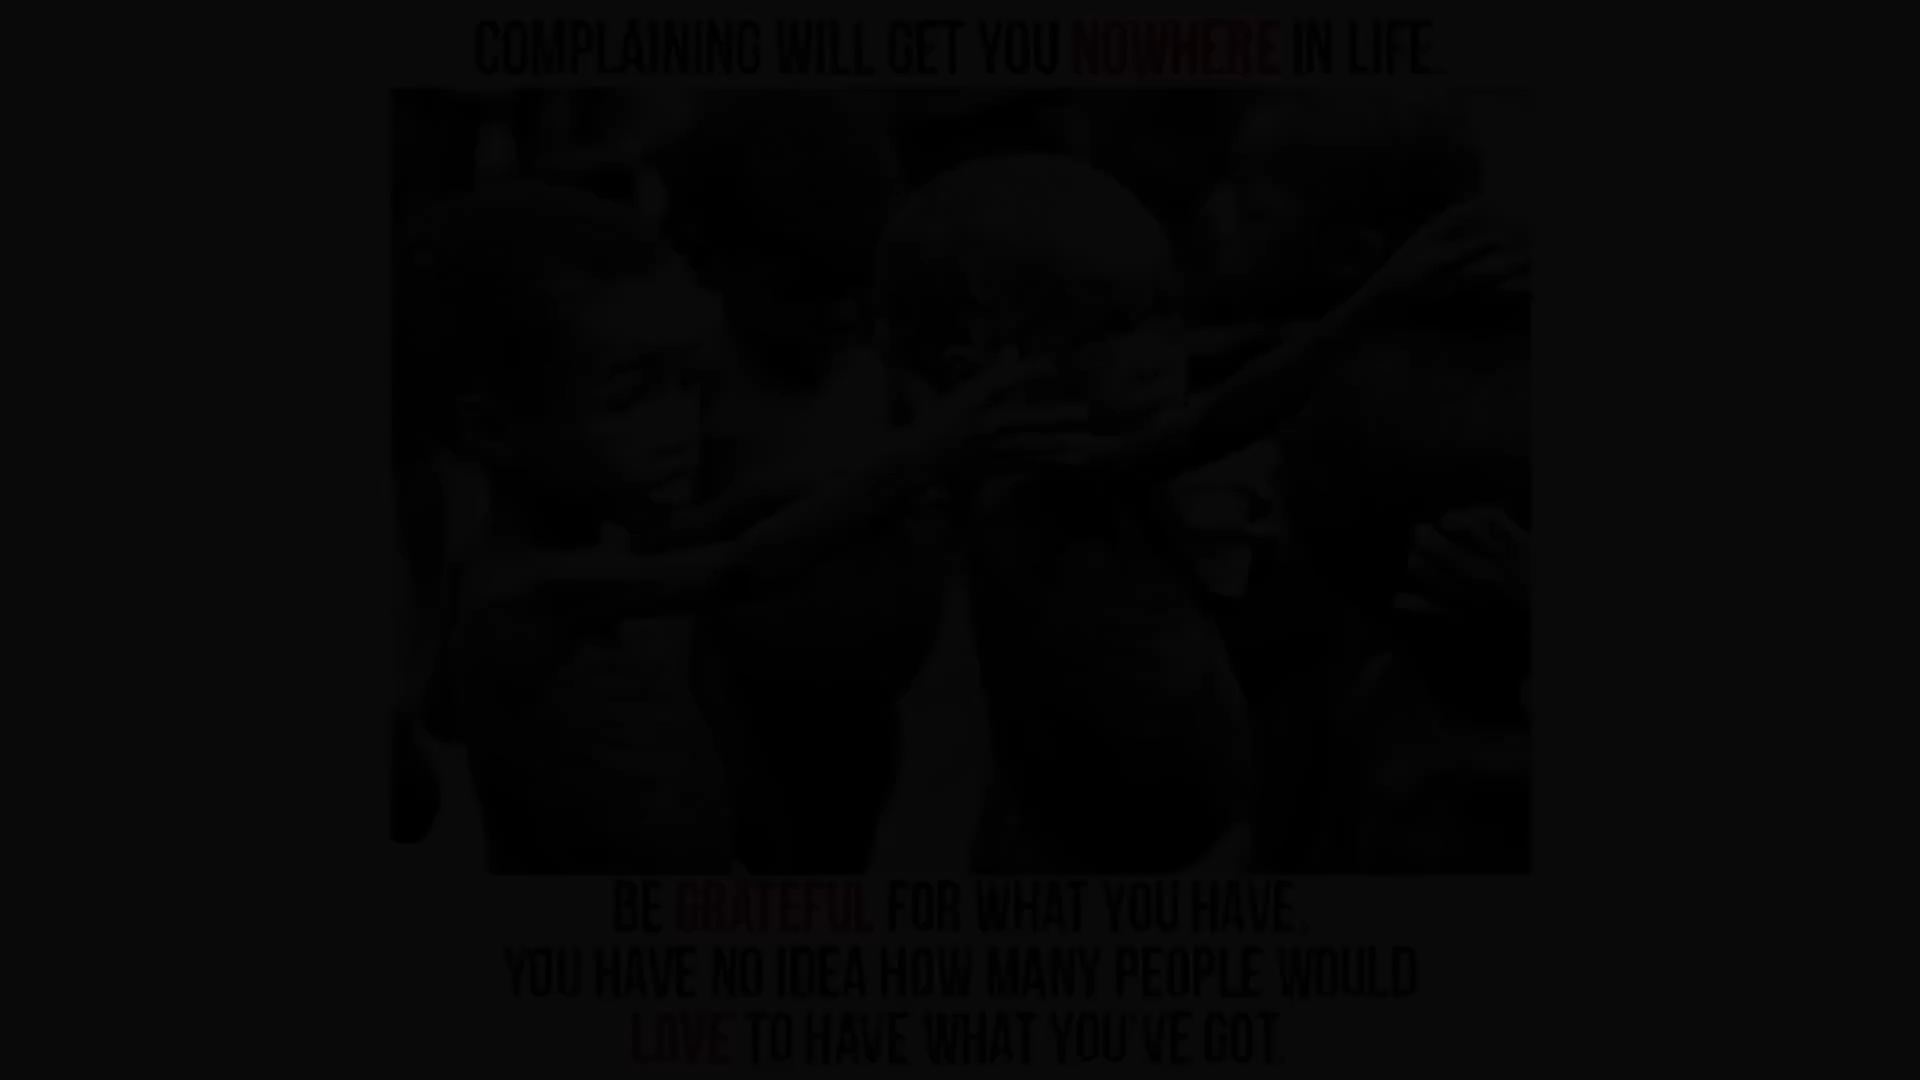 COMPLAINING WILL GET YOU NOWHERE IN LIFE.
BE GRATEFUL FOR WHAT YOU HAVE.
YOU HAVE NO IDEA HOW MANY PEOPLE WOULD
LOVE TO HAVE WHAT YOU'VE GOT.